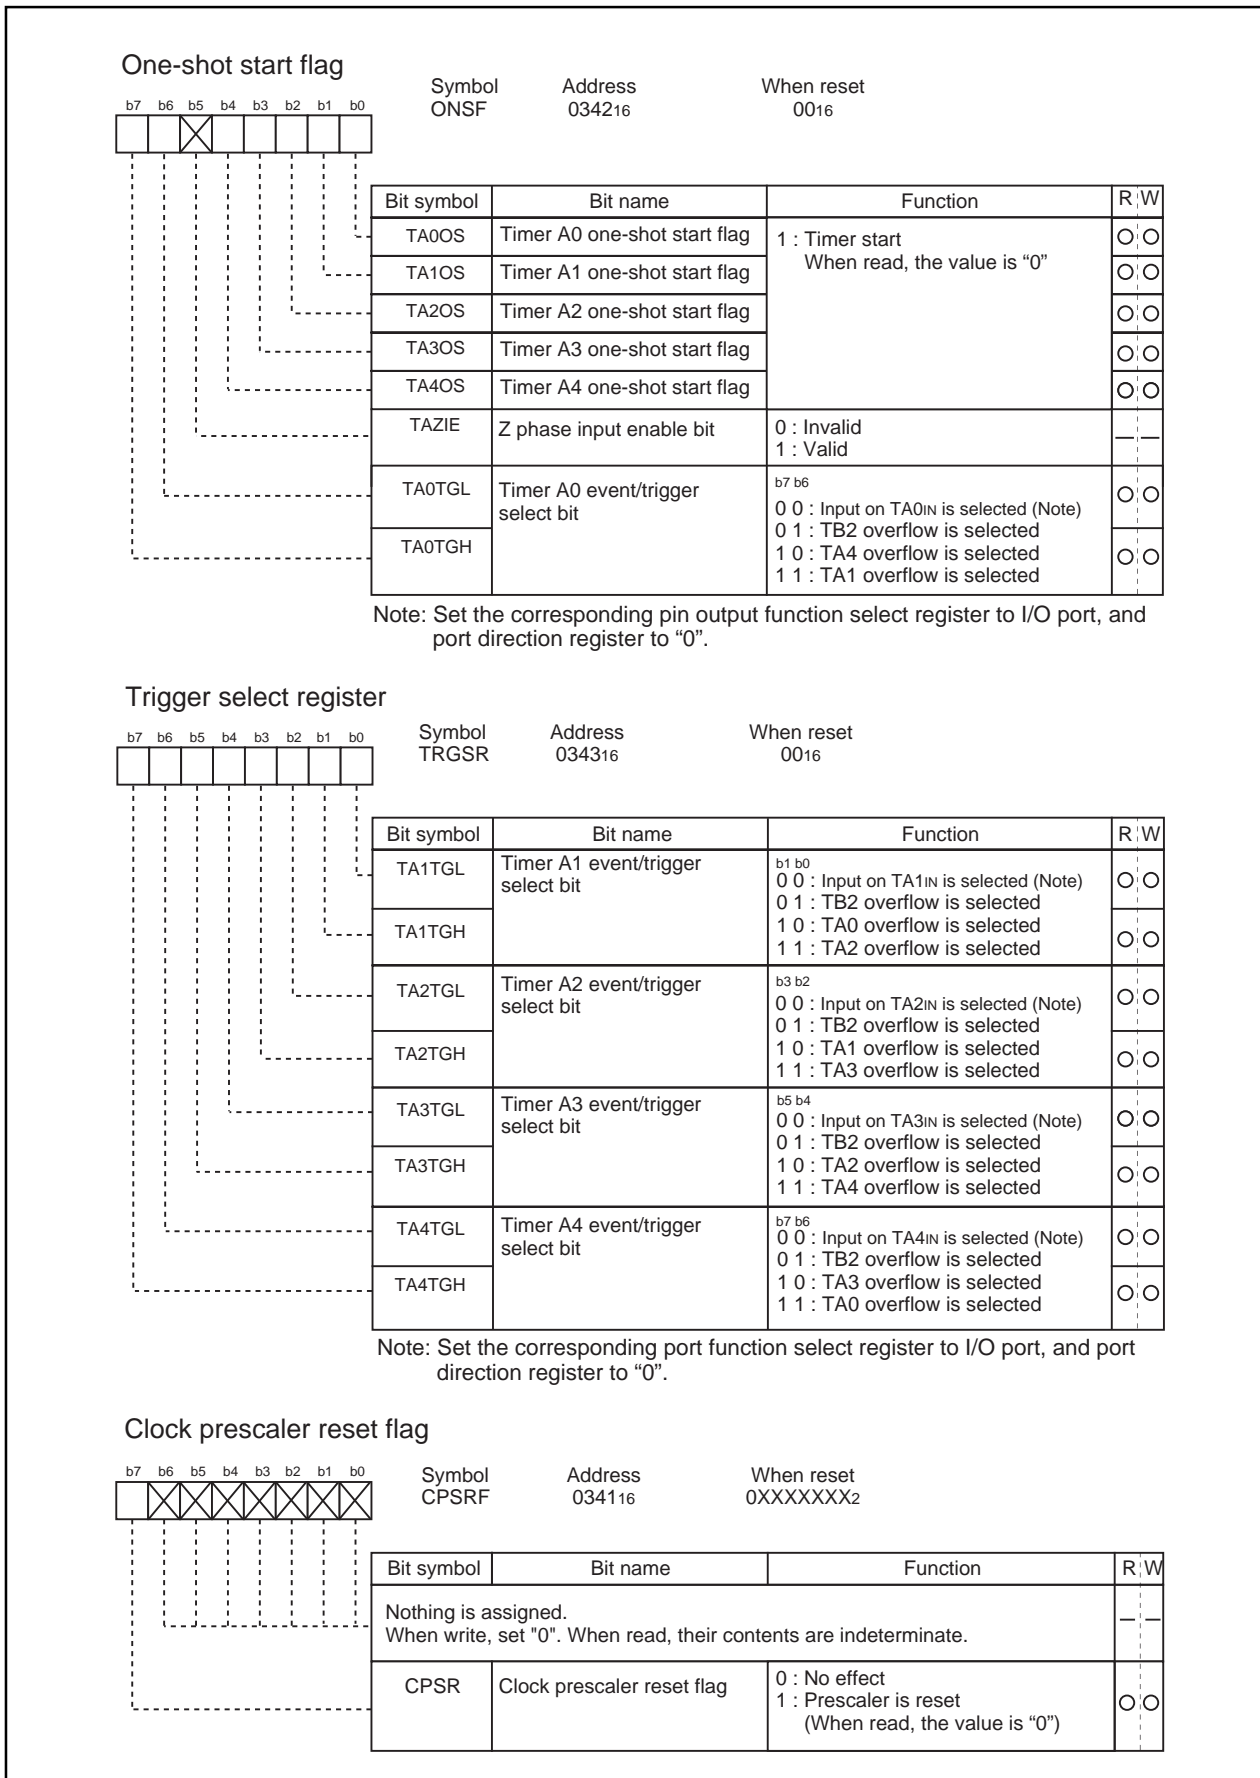 One-shot start flag
Symbol Address When reset
b7 b6 b5 b4 b3 b2 b1 b0 ONSF 034216 0016
Bit symbol Bit name Function R W
TA0OS Timer A0 one-shot start flag 1 : Timer start
When read, the value is “0”
TA1OS Timer A1 one-shot start flag
TA2OS Timer A2 one-shot start flag
TA3OS Timer A3 one-shot start flag
TA4OS Timer A4 one-shot start flag
TAZIE Z phase input enable bit 0 : Invalid
1 : Valid
TA0TGL Timer A0 event/trigger
select bit
b7 b6
0 0 : Input on TA0IN is selected (Note)
0 1 : TB2 overflow is selected
TA0TGH 1 0 : TA4 overflow is selected
1 1 : TA1 overflow is selected
Note: Set the corresponding pin output function select register to I/O port, and
port direction register to “0”.
Trigger select register
Symbol Address When reset
b7 b6 b5 b4 b3 b2 b1 b0 TRGSR 034316 0016
Bit symbol Bit name Function R W
TA1TGL Timer A1 event/trigger
select bit
b1 b0
0 0 : Input on TA1IN is selected (Note)
0 1 : TB2 overflow is selected
TA1TGH 1 0 : TA0 overflow is selected
1 1 : TA2 overflow is selected
TA2TGL Timer A2 event/trigger
select bit
b3 b2
0 0 : Input on TA2IN is selected (Note)
0 1 : TB2 overflow is selected
TA2TGH 1 0 : TA1 overflow is selected
1 1 : TA3 overflow is selected
TA3TGL Timer A3 event/trigger
select bit
b5 b4
0 0 : Input on TA3IN is selected (Note)
0 1 : TB2 overflow is selected
TA3TGH 1 0 : TA2 overflow is selected
1 1 : TA4 overflow is selected
TA4TGL Timer A4 event/trigger
select bit
b7 b6
0 0 : Input on TA4IN is selected (Note)
0 1 : TB2 overflow is selected
TA4TGH 1 0 : TA3 overflow is selected
1 1 : TA0 overflow is selected
Note: Set the corresponding port function select register to I/O port, and port
direction register to “0”.
Clock prescaler reset flag
Symbol Address When reset
b7 b6 b5 b4 b3 b2 b1 b0 CPSRF 034116 0XXXXXXX2
Bit symbol Bit name Function R W
Nothing is assigned.
When write, set "0". When read, their contents are indeterminate.
CPSR Clock prescaler reset flag 0 : No effect
1 : Prescaler is reset
(When read, the value is “0”)